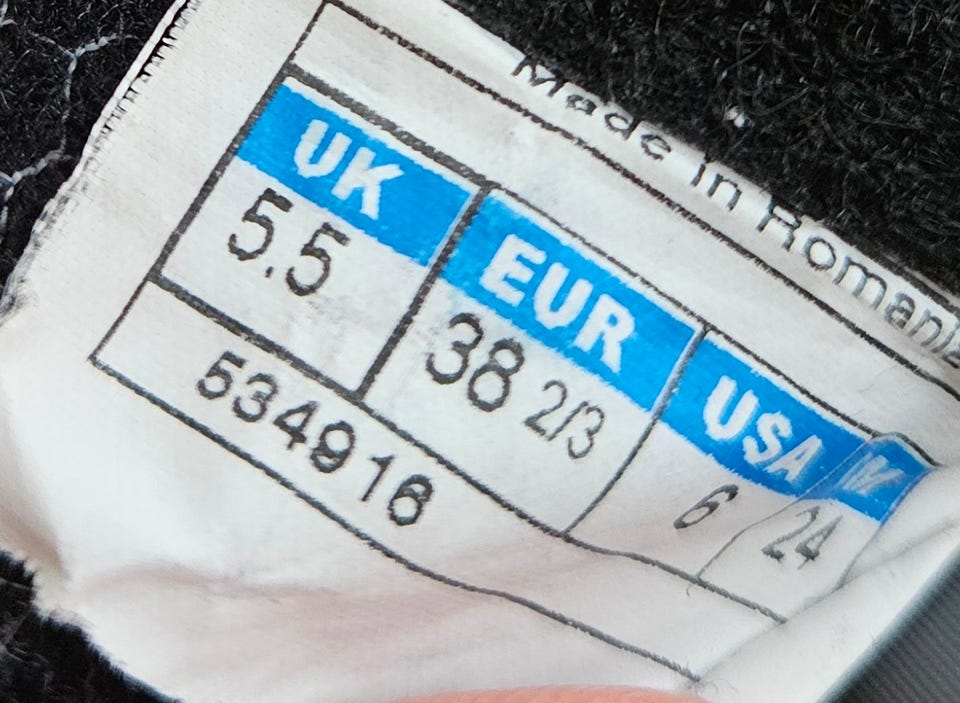 Made in Romania
UK EUR USA W
5.5 38 2/3 6 24
534916